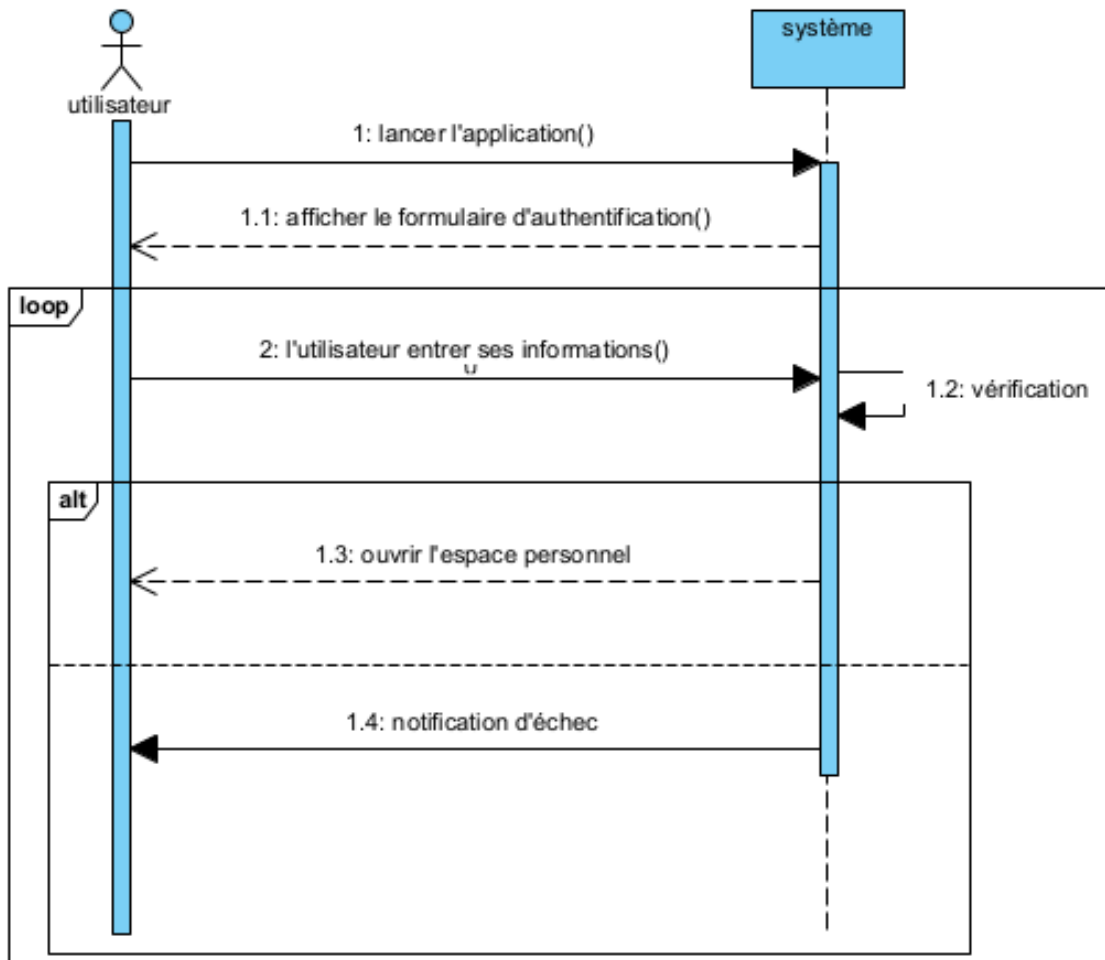 système
utilisateur
1: lancer l'application()
1.1: afficher le formulaire d'authentification()
loop
2: l'utilisateur entrer ses informations()
1.2: vérification
alt
1.3: ouvrir l'espace personnel
1.4: notification d'échec